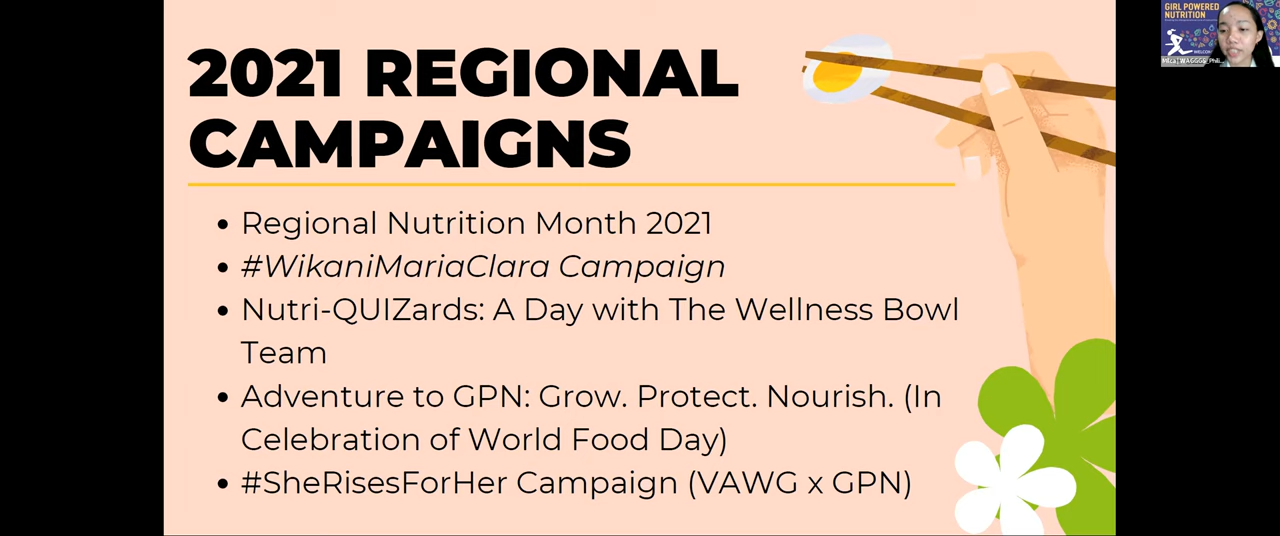 2021 REGIONAL
CAMPAIGNS
• Regional Nutrition Month 2021
• #WikaniMariaClara Campaign
• Nutri-QUIZards: A Day with The Wellness Bowl
Team
• Adventure to GPN: Grow. Protect. Nourish. (In
Celebration of World Food Day)
• #SheRisesForHer Campaign (VAWG x GPN)
GIRL POWERED
NUTRITION